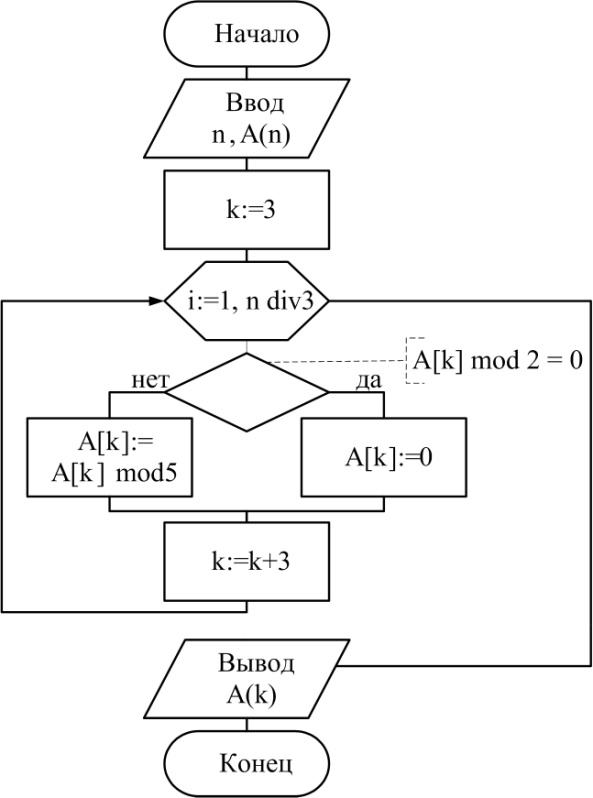 Начало
Ввод
n, A(n)
k:=3
i:=1, n div3
A[k] mod 2 = 0
нет
да
A[k]:=
A[k] mod5
A[k]:=0
k:=k+3
Вывод
A(k)
Конец